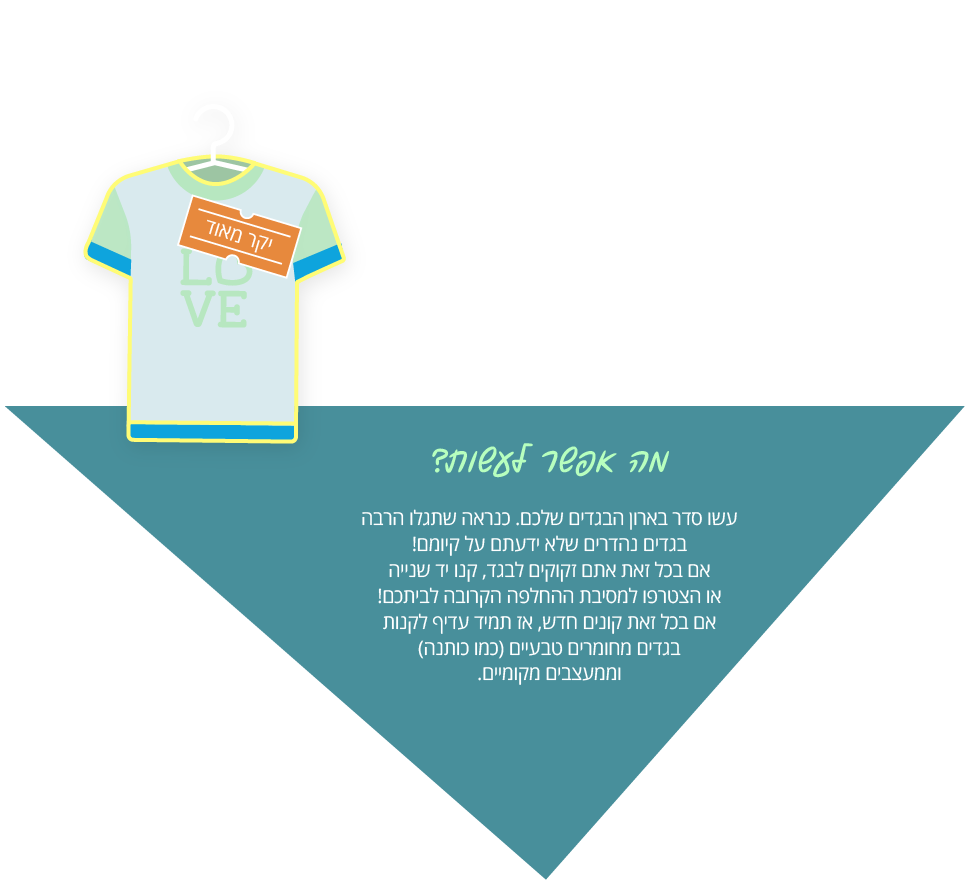 יקר מאוד
LO
VE
מה אפשר לעשות?
עשו סדר בארון הבגדים שלכם. כנראה שתגלו הרבה
בגדים נהדרים שלא ידעתם על קיומם!
אם בכל זאת אתם זקוקים לבגד, קנו יד שנייה
או הצטרפו למסיבת ההחלפה הקרובה לביתכם!
אם בכל זאת קונים חדש, אז תמיד עדיף לקנות
בגדים מחומרים טבעיים (כמו כותנה)
וממעצבים מקומיים.